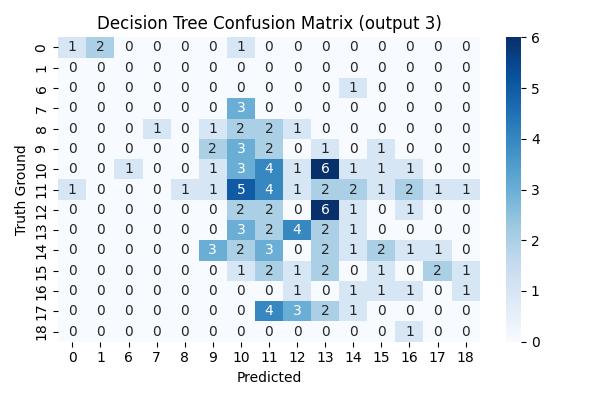 Decision Tree Confusion Matrix (output 3)
0 1 2 0 0 0 0 1 0 0 0 0 0 0 0 0
1 0 0 0 0 0 0 0 0 0 0 0 0 0 0 0
6 0 0 0 0 0 0 0 0 0 0 1 0 0 0 0
7 0 0 0 0 0 0 3 0 0 0 0 0 0 0 0
8 0 0 0 1 0 1 2 2 1 0 0 0 0 0 0
9 0 0 0 0 0 2 3 2 0 1 0 1 0 0 0
10 0 0 1 0 0 1 3 4 1 6 1 1 1 0 0
11 1 0 0 0 1 1 5 4 1 2 2 1 2 1 1
12 0 0 0 0 0 0 2 2 0 6 1 0 1 0 0
13 0 0 0 0 0 0 3 2 4 2 1 0 0 0 0
14 0 0 0 0 0 3 2 3 0 2 1 2 1 1 0
15 0 0 0 0 0 0 1 2 1 2 0 1 0 2 1
16 0 0 0 0 0 0 0 0 1 0 1 1 1 0 1
17 0 0 0 0 0 0 0 4 3 2 1 0 0 0 0
18 0 0 0 0 0 0 0 0 0 0 0 0 1 0 0
0 1 6 7 8 9 10 11 12 13 14 15 16 17 18
Predicted
Truth Ground
6
5
4
3
2
1
0